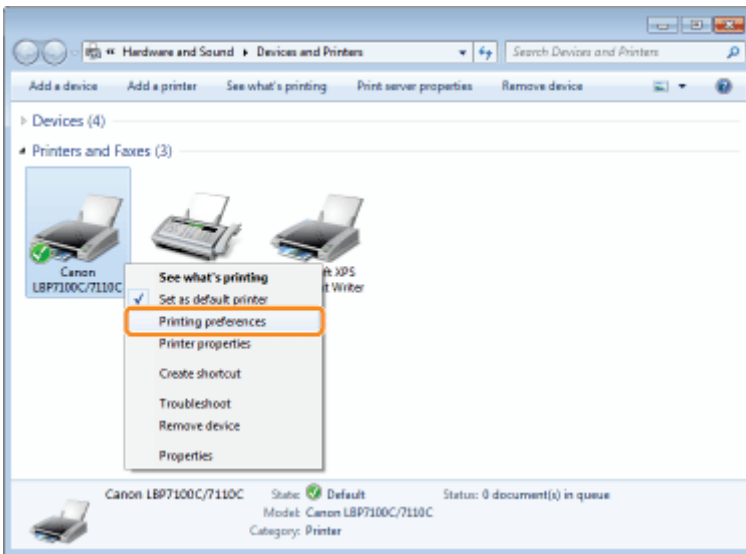 « Hardware and Sound ▸ Devices and Printers
Search Devices and Printers
Add a device Add a printer See what's printing Print server properties Remove device
Devices (4)
Printers and Faxes (3)
Canon
LBP7100C/7110C
XPS
t Writer
See what's printing
Set as default printer
Printing preferences
Printer properties
Create shortcut
Troubleshoot
Remove device
Properties
Canon LBP7100C/7110C State: Default Status: 0 document(s) in queue
Model: Canon LBP7100C/7110C
Category: Printer